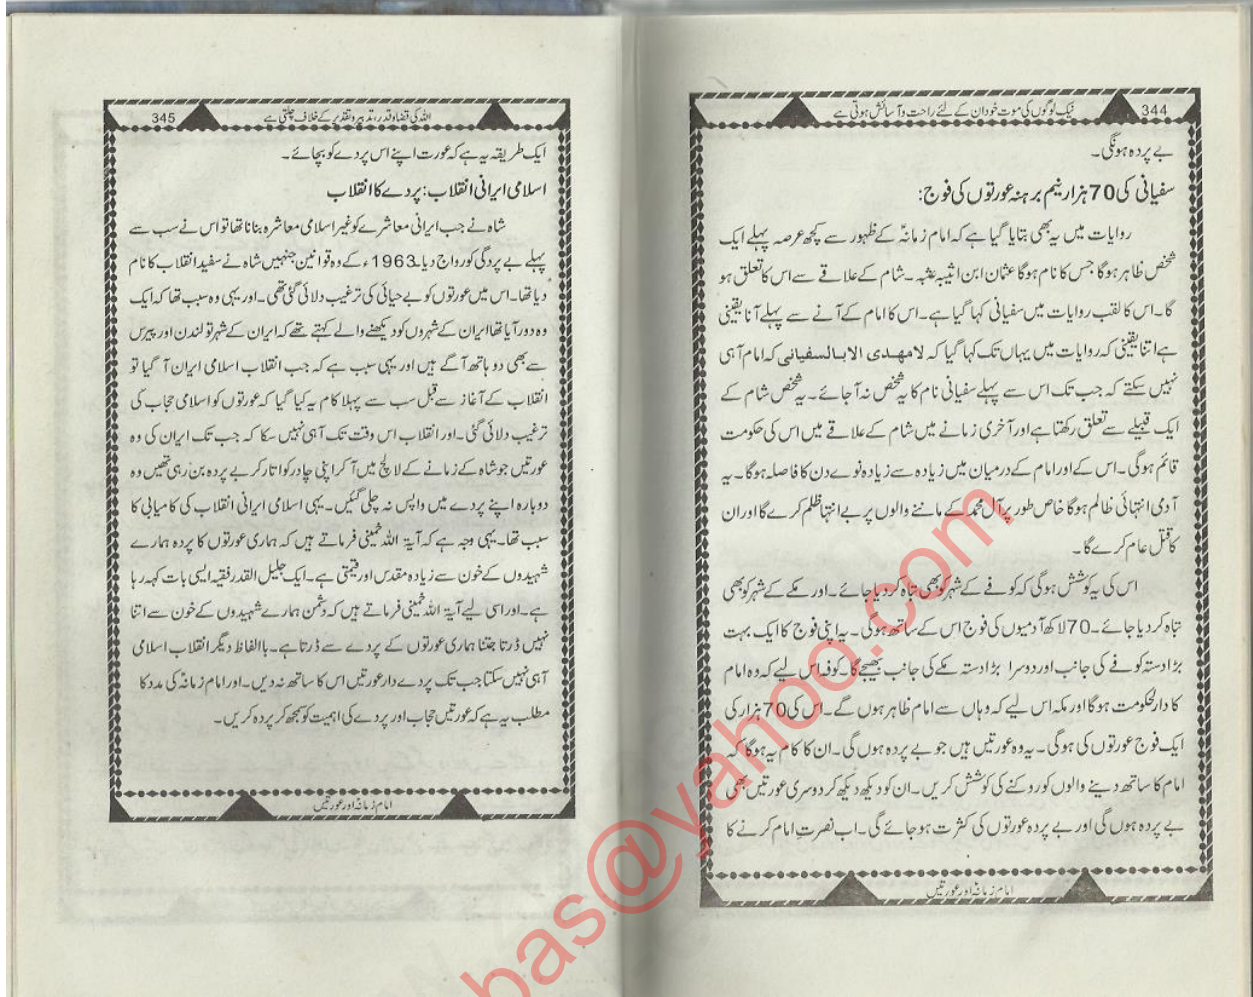 344 نیک لوگوں کی موت خود ان کے لئے راحت و آسائش ہوتی ہے
بے پردہ ہونگی۔
سفیانی کی 70 ہزار نیم برہنہ عورتوں کی فوج:
روایات میں یہ بھی بتایا گیا ہے کہ امام زمانہؑ کے ظہور سے کچھ عرصہ پہلے ایک
شخص ظاہر ہوگا جس کا نام ہوگا عثمان ابن عتبہ۔ شام کے علاقے سے اس کا تعلق ہو
گا۔ اس کا لقب روایات میں سفیانی کہا گیا ہے۔ اس کا امام کے آنے سے پہلے آنا یقینی
ہے اتنا یقینی کہ روایات میں یہاں تک کہا گیا کہ لا مهدی الا بالسفیانی کہ امام آہی
نہیں سکتے کہ جب تک اس سے پہلے سفیانی نام کا یہ شخص نہ آجائے۔ یہ شخص شام کے
ایک قبیلے سے تعلق رکھتا ہے اور آخری زمانے میں شام کے علاقے میں اس کی حکومت
قائم ہوگی۔ اس کے اور امام کے درمیان میں زیادہ سے زیادہ نوے دن کا فاصلہ ہوگا۔ یہ
آدمی انتہائی ظالم ہوگا خاص طور پر آل محمدؐ کے ماننے والوں پر بے انتہا ظلم کرے گا اور ان
کا قتل عام کرے گا۔
اس کی یہ کوشش ہوگی کہ کوفے کے شہر کو بھی تباہ کر دیا جائے۔ اور مکے کے شہر کو بھی
تباہ کر دیا جائے۔ 70 لاکھ آدمیوں کی فوج اس کے ساتھ ہوگی۔ یہ اپنی فوج کا ایک بہت
بڑا دستہ کوفے کی جانب اور دوسرا بڑا دستہ مکے کی جانب بھیجے گا۔ کوفہ اس لیے کہ وہ امام
کا دارالحکومت ہوگا اور مکہ اس لیے کہ وہاں سے امام ظاہر ہوں گے۔ اس کی 70 ہزار کی
ایک فوج عورتوں کی ہوگی۔ یہ وہ عورتیں ہیں جو بے پردہ ہوں گی۔ ان کا کام یہ ہوگا کہ
امام کا ساتھ دینے والوں کو روکنے کی کوشش کریں۔ ان کو دیکھ دیکھ کر دوسری عورتیں بھی
بے پردہ ہوں گی اور بے پردہ عورتوں کی کثرت ہو جائے گی۔ اب نصرتِ امام کرنے کا
امام زمانہؑ اور عورتیں
345 اللہ کی قضا و قدر، تدبیر و تقدیر کے خلاف چلتی ہے
ایک طریقہ یہ ہے کہ عورت اپنے اس پردے کو بچائے۔
اسلامی ایرانی انقلاب: پردے کا انقلاب
شاہ نے جب ایرانی معاشرے کو غیر اسلامی معاشرہ بنانا تھا تو اس نے سب سے
پہلے بے پردگی کو رواج دیا۔ 1963ء کے وہ قوانین جنہیں شاہ نے سفید انقلاب کا نام
دیا تھا۔ اس میں عورتوں کو بے حیائی کی ترغیب دلائی گئی تھی۔ اور یہی وہ سبب تھا کہ ایک
وہ دور آیا تھا ایران کے شہروں کو دیکھنے والے کہتے تھے کہ ایران کے شہر تو لندن اور پیرس
سے بھی دو ہاتھ آگے ہیں اور یہی سبب ہے کہ جب انقلاب اسلامی ایران آ گیا تو
انقلاب کے آغاز سے قبل سب سے پہلا کام یہ کیا گیا کہ عورتوں کو اسلامی حجاب کی
ترغیب دلائی گئی۔ اور انقلاب اس وقت تک آہی نہیں سکا کہ جب تک ایران کی وہ
عورتیں جو شاہ کے زمانے کے لالچ میں آکر اپنی چادر کو اتار کر بے پردہ بن رہی تھیں وہ
دوبارہ اپنے پردے میں واپس نہ چلی گئیں۔ یہی اسلامی ایرانی انقلاب کی کامیابی کا
سبب تھا۔ یہی وجہ ہے کہ آیۃ اللہ خمینی فرماتے ہیں کہ ہماری عورتوں کا پردہ ہمارے
شہیدوں کے خون سے زیادہ مقدس اور قیمتی ہے۔ ایک جلیل القدر فقیہ ایسی بات کہہ رہا
ہے۔ اور اسی لیے آیۃ اللہ خمینی فرماتے ہیں کہ دشمن ہمارے شہیدوں کے خون سے اتنا
نہیں ڈرتا جتنا ہماری عورتوں کے پردے سے ڈرتا ہے۔ باالفاظ دیگر انقلاب اسلامی
آہی نہیں سکتا جب تک پردے دار عورتیں اس کا ساتھ نہ دیں۔ اور امام زمانہؑ کی مدد کا
مطلب یہ ہے کہ عورتیں حجاب اور پردے کی اہمیت کو سمجھ کر پردہ کریں۔
امام زمانہؑ اور عورتیں
bas@yahoo.com